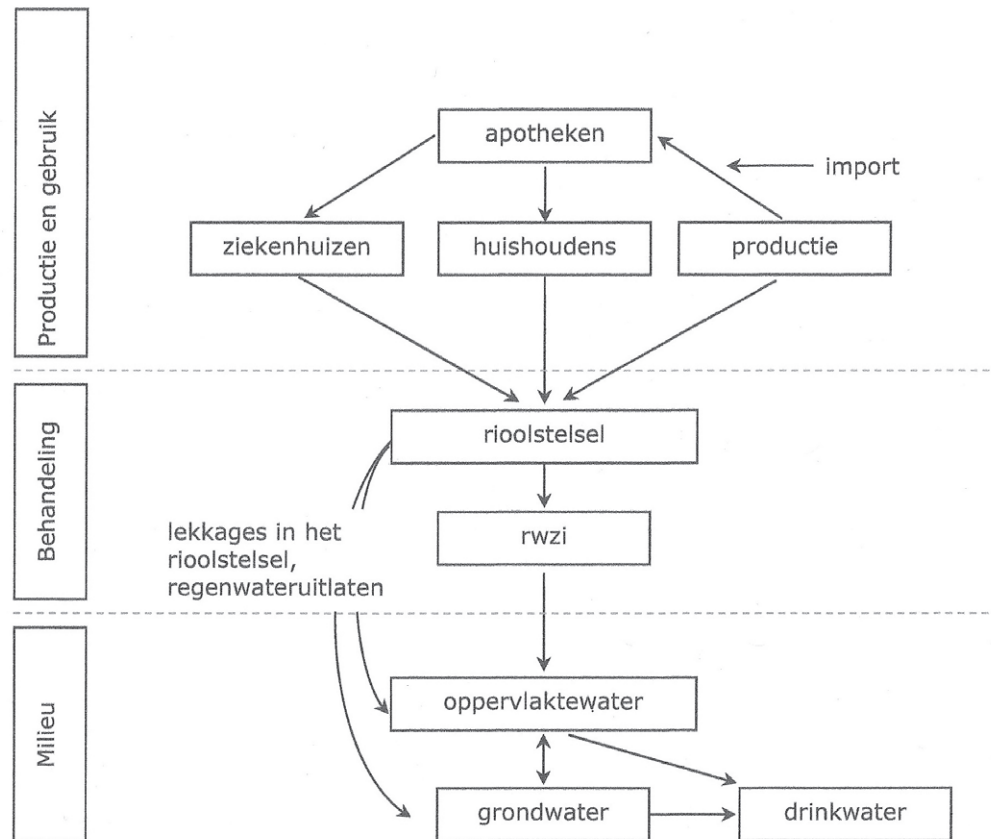 Productie en gebruik
apotheken
import
ziekenhuizen
huishoudens
productie
Behandeling
rioolstelsel
rwzi
lekkages in het
rioolstelsel,
regenwateruitlaten
Milieu
oppervlaktewater
grondwater
drinkwater